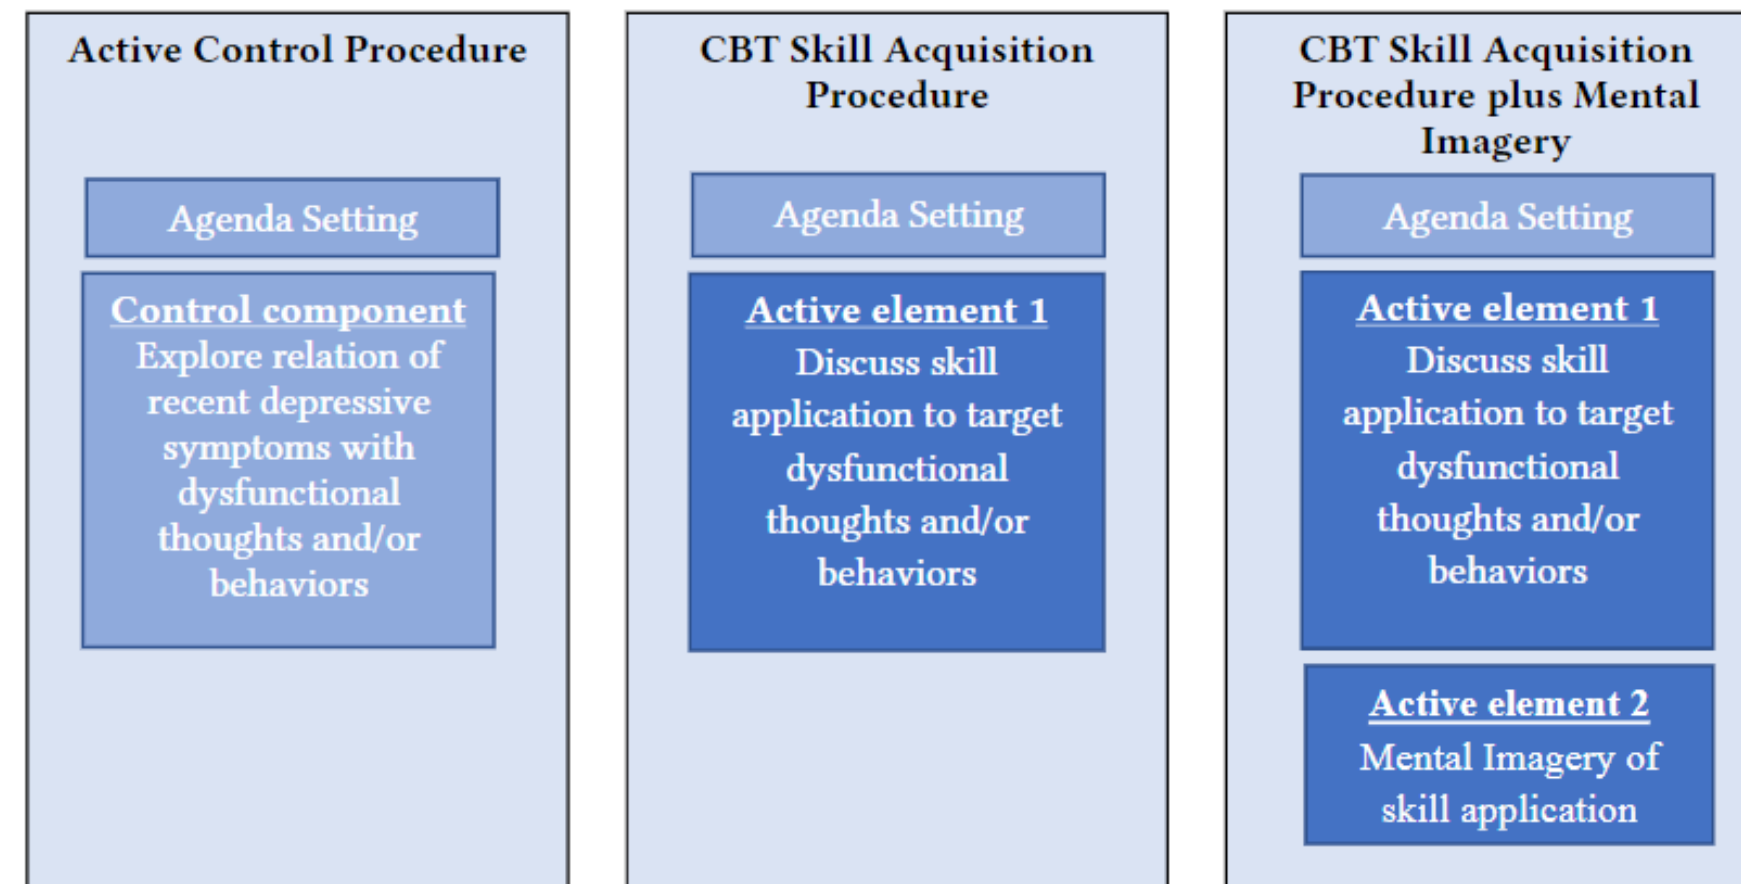 Active Control Procedure
Agenda Setting
Control component
Explore relation of
recent depressive
symptoms with
dysfunctional
thoughts and/or
behaviors
CBT Skill Acquisition
Procedure
Agenda Setting
Active element 1
Discuss skill
application to target
dysfunctional
thoughts and/or
behaviors
CBT Skill Acquisition
Procedure plus Mental
Imagery
Agenda Setting
Active element 1
Discuss skill
application to target
dysfunctional
thoughts and/or
behaviors
Active element 2
Mental Imagery of
skill application